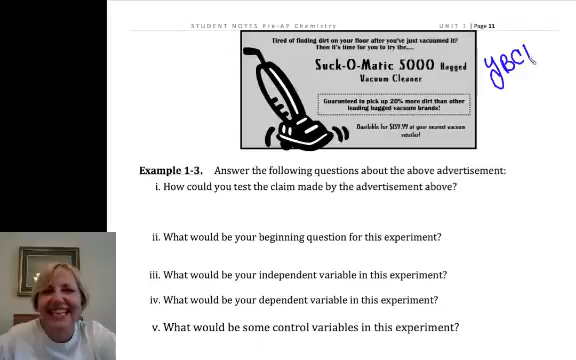 STUDENT NOTES Pre-AP Chemistry UNIT 1 | Page 11
Tired of finding dirt on your floor after you've just vacuumed it?
Then it's time for you to try the....
Suck-O-Matic 5000 Bagged
Vacuum Cleaner
Guaranteed to pick up 20% more dirt than other
leading bagged vacuum brands!
Available for $159.99 at your nearest vacuum
retailer!
Example 1-3. Answer the following questions about the above advertisement:
i. How could you test the claim made by the advertisement above?
ii. What would be your beginning question for this experiment?
iii. What would be your independent variable in this experiment?
iv. What would be your dependent variable in this experiment?
v. What would be some control variables in this experiment?